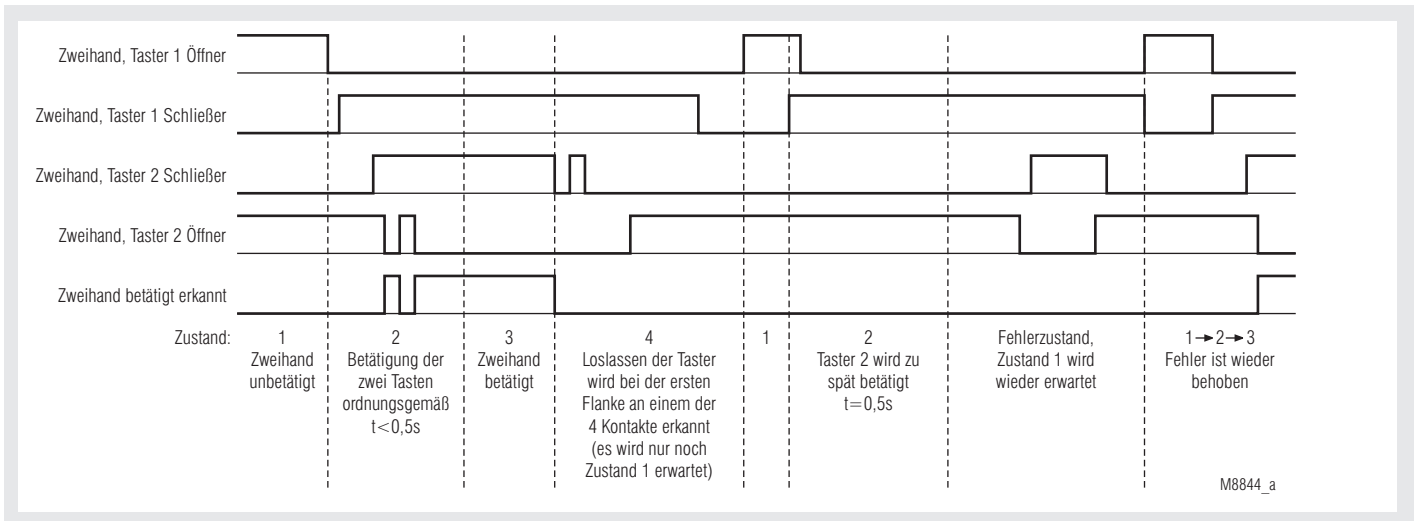 Zweihand, Taster 1 Öffner
Zweihand, Taster 1 Schließer
Zweihand, Taster 2 Schließer
Zweihand, Taster 2 Öffner
Zweihand betätigt erkannt
Zustand:
1
Zweihand
unbetätigt
2
Betätigung der
zwei Tasten
ordnungsgemäß
t<0,5s
3
Zweihand
betätigt
4
Loslassen der Taster
wird bei der ersten
Flanke an einem der
4 Kontakte erkannt
(es wird nur noch
Zustand 1 erwartet)
1
2
Taster 2 wird zu
spät betätigt
t=0,5s
Fehlerzustand,
Zustand 1 wird
wieder erwartet
1→2→3
Fehler ist wieder
behoben
M8844_a